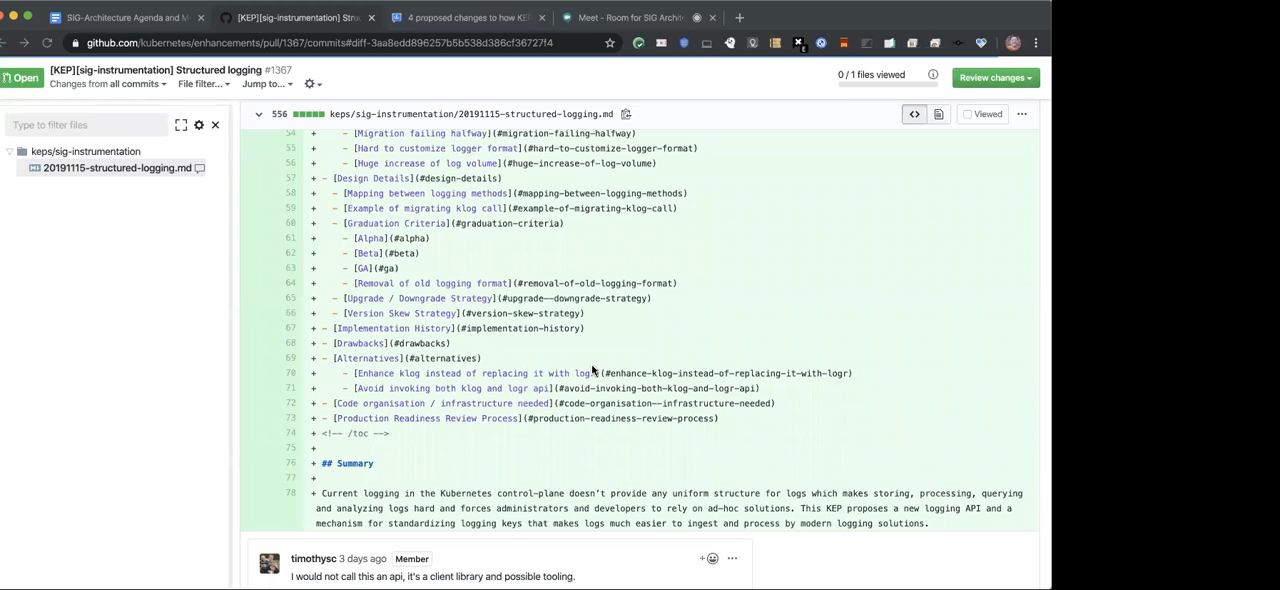 SIG-Architecture Agenda and M
[KEP][sig-instrumentation] Stru
4 proposed changes to how KE
Meet - Room for SIG Archite
github.com/kubernetes/enhancements/pull/1367/commits#diff-3aa8edd896257b5b538d386cf36727f4
Open
[KEP][sig-instrumentation] Structured logging #1367
Changes from all commits
File filter...
Jump to...
0 / 1 files viewed
Review changes
Type to filter files
keps/sig-instrumentation
20191115-structured-logging.md
556
keps/sig-instrumentation/20191115-structured-logging.md
Viewed
54 + - [Migration failing halfway](#migration-failing-halfway)
55 + - [Hard to customize logger format](#hard-to-customize-logger-format)
56 + - [Huge increase of log volume](#huge-increase-of-log-volume)
57 + - [Design Details](#design-details)
58 + - [Mapping between logging methods](#mapping-between-logging-methods)
59 + - [Example of migrating klog call](#example-of-migrating-klog-call)
60 + - [Graduation Criteria](#graduation-criteria)
61 + - [Alpha](#alpha)
62 + - [Beta](#beta)
63 + - [GA](#ga)
64 + - [Removal of old logging format](#removal-of-old-logging-format)
65 + - [Upgrade / Downgrade Strategy](#upgrade--downgrade-strategy)
66 + - [Version Skew Strategy](#version-skew-strategy)
67 + - [Implementation History](#implementation-history)
68 + - [Drawbacks](#drawbacks)
69 + - [Alternatives](#alternatives)
70 + - [Enhance klog instead of replacing it with logr](#enhance-klog-instead-of-replacing-it-with-logr)
71 + - [Avoid invoking both klog and logr api](#avoid-invoking-both-klog-and-logr-api)
72 + - [Code organisation / infrastructure needed](#code-organisation--infrastructure-needed)
73 + - [Production Readiness Review Process](#production-readiness-review-process)
74 + <!-- /toc -->
75 +
76 + ## Summary
77 +
78 + Current logging in the Kubernetes control-plane doesn't provide any uniform structure for logs which makes storing, processing, querying
and analyzing logs hard and forces administrators and developers to rely on ad-hoc solutions. This KEP proposes a new logging API and a
mechanism for standardizing logging keys that makes logs much easier to ingest and process by modern logging solutions.
timothysc 3 days ago Member
I would not call this an api, it's a client library and possible tooling.